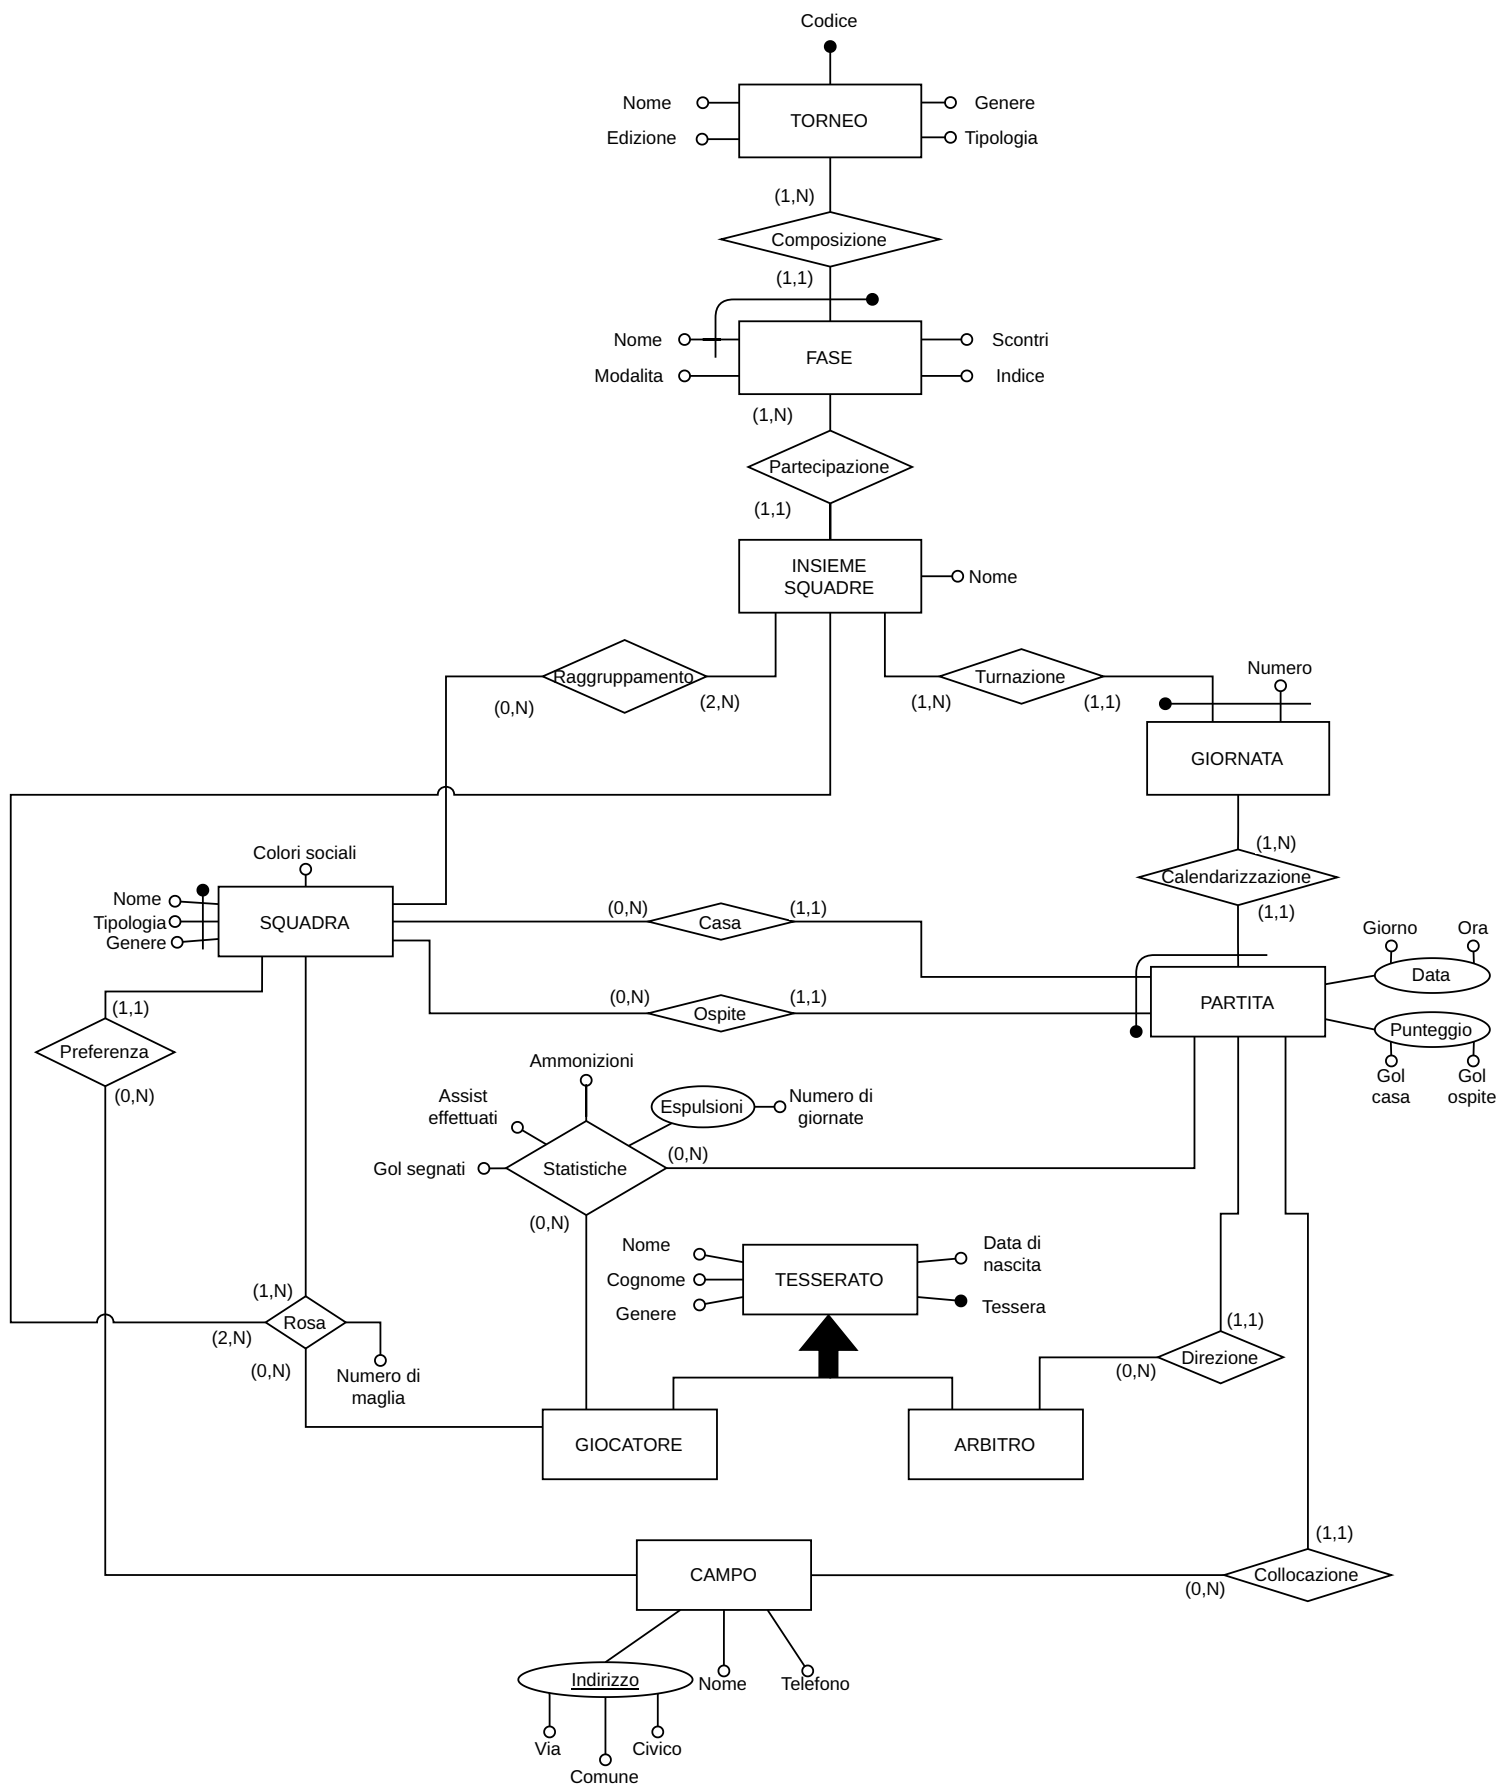 Codice
Nome
Genere
TORNEO
Edizione
Tipologia
(1,N)
Composizione
(1,1)
Nome
Scontri
FASE
Modalita
Indice
(1,N)
Partecipazione
(1,1)
INSIEME
SQUADRE
Nome
Raggruppamento
Turnazione
Numero
(0,N)
(2,N)
(1,N)
(1,1)
GIORNATA
(1,N)
Calendarizzazione
(1,1)
Colori sociali
Nome
Tipologia
Genere
SQUADRA
(0,N)
Casa
(1,1)
Giorno
Ora
Data
PARTITA
Punteggio
Gol
casa
Gol
ospite
(0,N)
Ospite
(1,1)
(1,1)
Preferenza
(0,N)
Ammonizioni
Assist
effettuati
Espulsioni
Numero di
giornate
Gol segnati
Statistiche
(0,N)
(0,N)
Nome
Cognome
Genere
TESSERATO
Data di
nascita
Tessera
(1,N)
Rosa
(2,N)
(0,N)
Numero di
maglia
(1,1)
Direzione
(0,N)
GIOCATORE
ARBITRO
(1,1)
CAMPO
Collocazione
(0,N)
Indirizzo
Nome
Telefono
Via
Civico
Comune